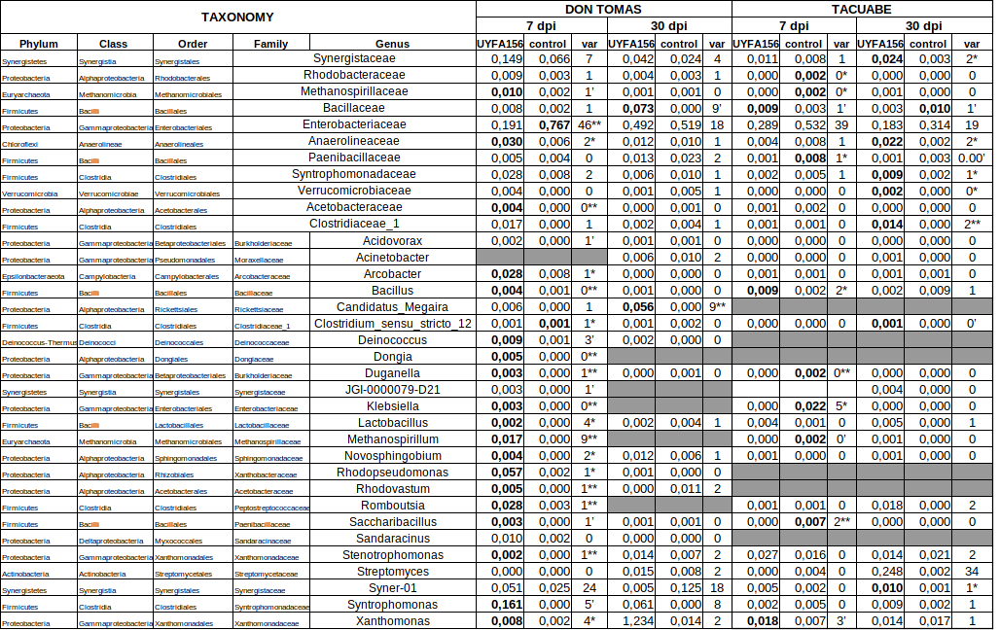 TAXONOMY DON TOMAS TACUABE
7 dpi 30 dpi 7 dpi 30 dpi
Phylum Class Order Family Genus UYFA156 control var UYFA156 control var UYFA156 control var UYFA156 control var
Synergistetes Synergistia Synergistales Synergistaceae 0,149 0,066 7 0,042 0,024 4 0,011 0,008 1 0,024 0,003 2*
Proteobacteria Alphaproteobacteria Rhodobacterales Rhodobacteraceae 0,009 0,003 1 0,004 0,003 1 0,000 0,002 0* 0,000 0,000 0
Euryarchaeota Methanomicrobia Methanomicrobiales Methanospirillaceae 0,010 0,002 1' 0,001 0,001 0 0,000 0,002 0* 0,000 0,000 0
Firmicutes Bacilli Bacillales Bacillaceae 0,008 0,002 1 0,073 0,000 9' 0,009 0,003 1' 0,003 0,010 1'
Proteobacteria Gammaproteobacteria Enterobacteriales Enterobacteriaceae 0,191 0,767 46** 0,492 0,519 18 0,289 0,532 39 0,183 0,314 19
Chloroflexi Anaerolineae Anaerolineales Anaerolineaceae 0,030 0,006 2* 0,012 0,010 1 0,004 0,008 1 0,022 0,002 2*
Firmicutes Bacilli Bacillales Paenibacillaceae 0,005 0,004 0 0,013 0,023 2 0,001 0,008 1* 0,001 0,003 0.00'
Firmicutes Clostridia Clostridiales Syntrophomonadaceae 0,028 0,008 2 0,006 0,010 1 0,002 0,005 1 0,009 0,002 1*
Verrucomicrobia Verrucomicrobiae Verrucomicrobiales Verrucomicrobiaceae 0,004 0,000 0 0,001 0,005 1 0,000 0,000 0 0,002 0,000 0*
Proteobacteria Alphaproteobacteria Acetobacterales Acetobacteraceae 0,004 0,000 0** 0,000 0,001 0 0,001 0,002 0 0,000 0,000 0
Firmicutes Clostridia Clostridiales Clostridiaceae_1 0,017 0,000 1 0,002 0,004 1 0,001 0,001 0 0,014 0,000 2**
Proteobacteria Gammaproteobacteria Betaproteobacteriales Burkholderiaceae Acidovorax 0,002 0,000 1' 0,001 0,001 0 0,000 0,000 0 0,000 0,000 0
Proteobacteria Gammaproteobacteria Pseudomonadales Moraxellaceae Acinetobacter 0,006 0,010 2 0,000 0,000 0 0,001 0,000 0
Epsilonbacteraeota Campylobacteria Campylobacterales Arcobacteraceae Arcobacter 0,028 0,008 1* 0,001 0,000 0 0,001 0,001 0 0,001 0,001 0
Firmicutes Bacilli Bacillales Bacillaceae Bacillus 0,004 0,001 0** 0,001 0,000 0 0,009 0,002 2* 0,002 0,009 1
Proteobacteria Alphaproteobacteria Rickettsiales Rickettsiaceae Candidatus_Megaira 0,006 0,000 1 0,056 0,000 9**
Firmicutes Clostridia Clostridiales Clostridiaceae_1 Clostridium_sensu_stricto_12 0,001 0,001 1* 0,001 0,002 0 0,000 0,000 0 0,001 0,000 0'
Deinococcus-Thermus Deinococci Deinococcales Deinococcaceae Deinococcus 0,009 0,001 3' 0,002 0,000 0
Proteobacteria Alphaproteobacteria Dongiales Dongiaceae Dongia 0,005 0,000 0**
Proteobacteria Gammaproteobacteria Betaproteobacteriales Burkholderiaceae Duganella 0,003 0,000 1** 0,000 0,001 0 0,000 0,002 0** 0,000 0,000 0
Synergistetes Synergistia Synergistales Synergistaceae JGI-0000079-D21 0,003 0,000 1' 0,004 0,000 0
Proteobacteria Gammaproteobacteria Enterobacteriales Enterobacteriaceae Klebsiella 0,003 0,000 0** 0,000 0,022 5* 0,000 0,000 0
Firmicutes Bacilli Lactobacillales Lactobacillaceae Lactobacillus 0,002 0,000 4* 0,002 0,004 1 0,004 0,001 0 0,005 0,000 1
Euryarchaeota Methanomicrobia Methanomicrobiales Methanospirillaceae Methanospirillum 0,017 0,000 9** 0,000 0,002 0' 0,001 0,000 0
Proteobacteria Alphaproteobacteria Sphingomonadales Sphingomonadaceae Novosphingobium 0,004 0,000 2* 0,012 0,006 1 0,001 0,000 0 0,001 0,000 0
Proteobacteria Alphaproteobacteria Rhizobiales Xanthobacteraceae Rhodopseudomonas 0,057 0,002 1* 0,001 0,000 0
Proteobacteria Alphaproteobacteria Acetobacterales Acetobacteraceae Rhodovastum 0,005 0,001 1** 0,000 0,011 2
Firmicutes Clostridia Clostridiales Peptostreptococcaceae Romboutsia 0,028 0,003 1** 0,001 0,001 0 0,018 0,000 2
Firmicutes Bacilli Bacillales Paenibacillaceae Saccharibacillus 0,003 0,000 1' 0,001 0,001 0 0,000 0,007 2** 0,000 0,000 0
Proteobacteria Deltaproteobacteria Myxococcales Sandaracinaceae Sandaracinus 0,010 0,002 0 0,000 0,000 0
Proteobacteria Gammaproteobacteria Xanthomonadales Xanthomonadaceae Stenotrophomonas 0,002 0,000 1** 0,014 0,007 2 0,027 0,016 0 0,014 0,021 2
Actinobacteria Actinobacteria Streptomycetales Streptomycetaceae Streptomyces 0,000 0,000 0 0,015 0,008 2 0,000 0,004 0 0,248 0,002 34
Synergistetes Synergistia Synergistales Synergistaceae Syner-01 0,051 0,025 24 0,005 0,125 18 0,005 0,002 0 0,010 0,001 1*
Firmicutes Clostridia Clostridiales Syntrophomonadaceae Syntrophomonas 0,161 0,000 5' 0,061 0,000 8 0,002 0,005 0 0,009 0,002 1
Proteobacteria Gammaproteobacteria Xanthomonadales Xanthomonadaceae Xanthomonas 0,008 0,002 4* 1,234 0,014 2 0,018 0,007 3' 0,014 0,017 1